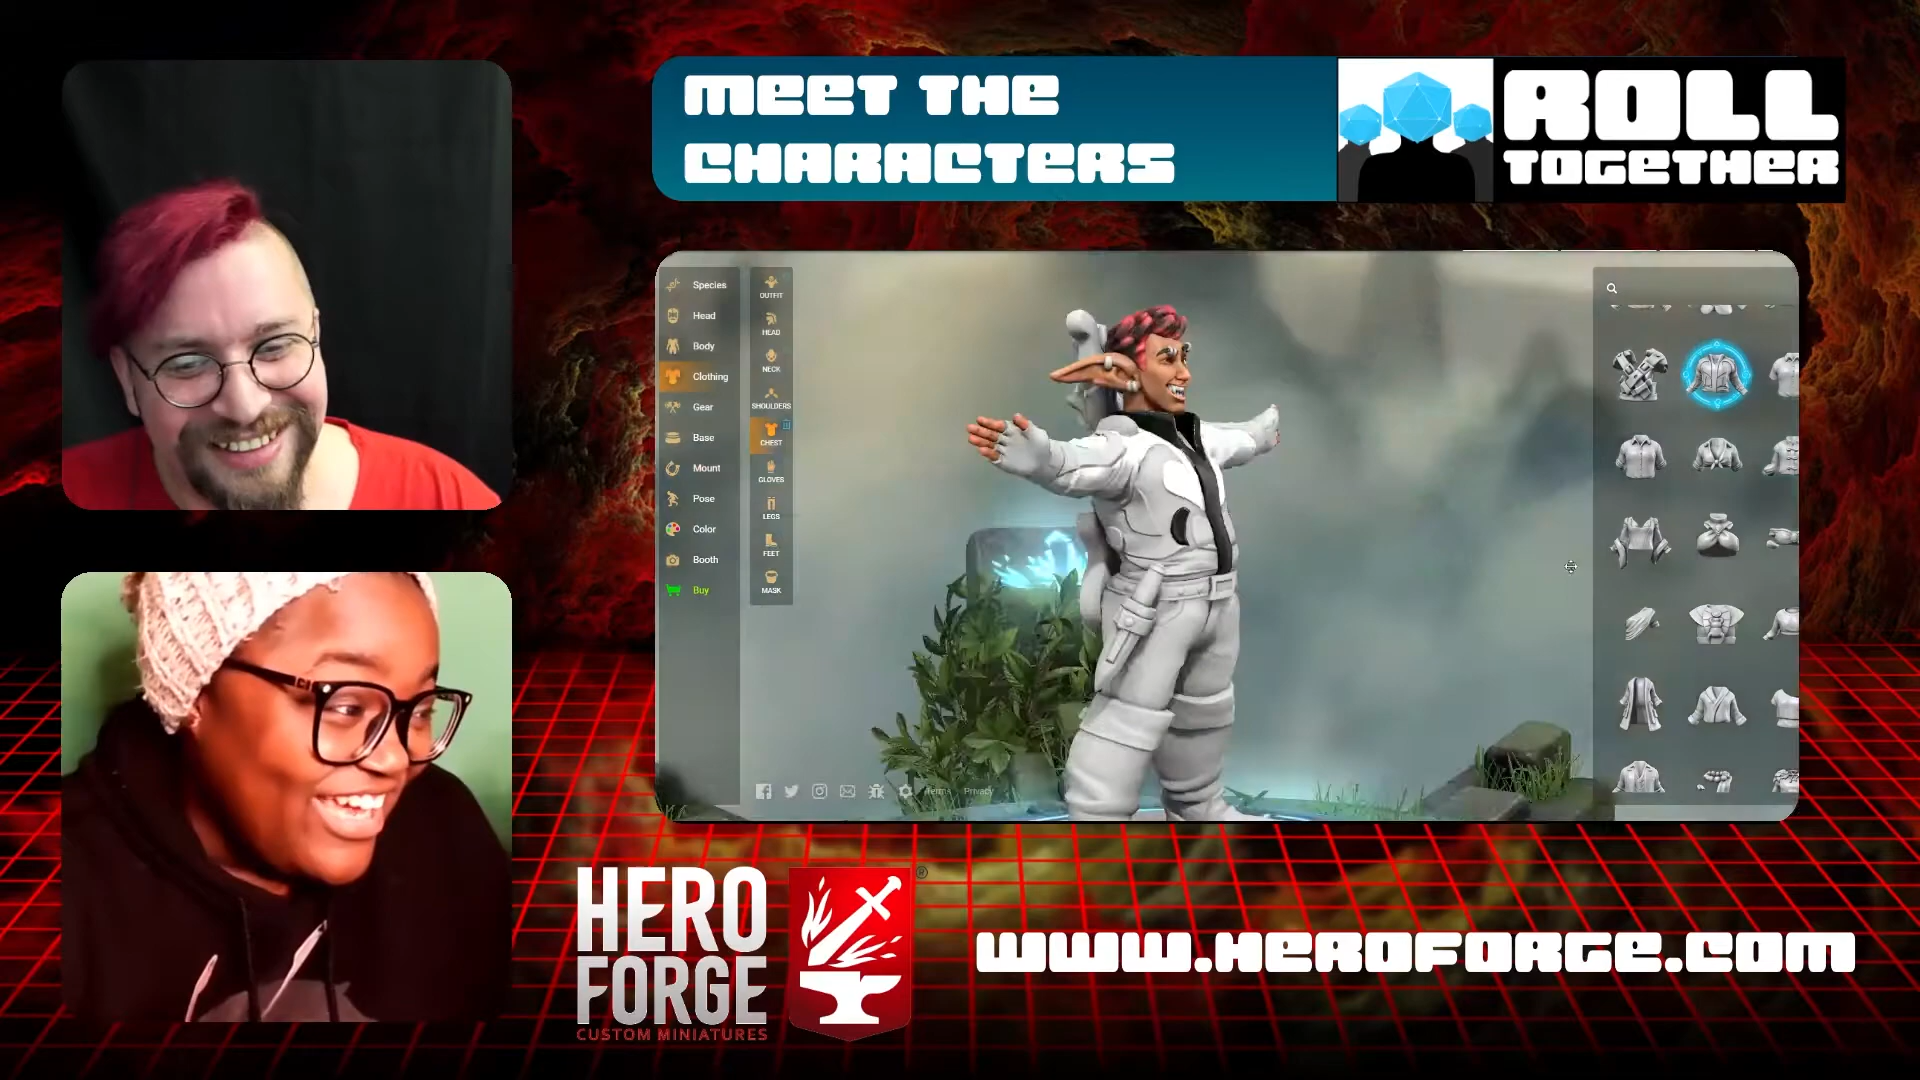 MEET THE
CHARACTERS
ROLL
TOGETHER
Species
Head
Body
Clothing
Gear
Base
Mount
Pose
Color
Booth
Buy
OUTFIT
HEAD
NECK
SHOULDERS
CHEST
GLOVES
LEGS
FEET
MASK
Terms
Privacy
HERO
FORGE
CUSTOM MINIATURES
®
WWW.HEROFORGE.COM